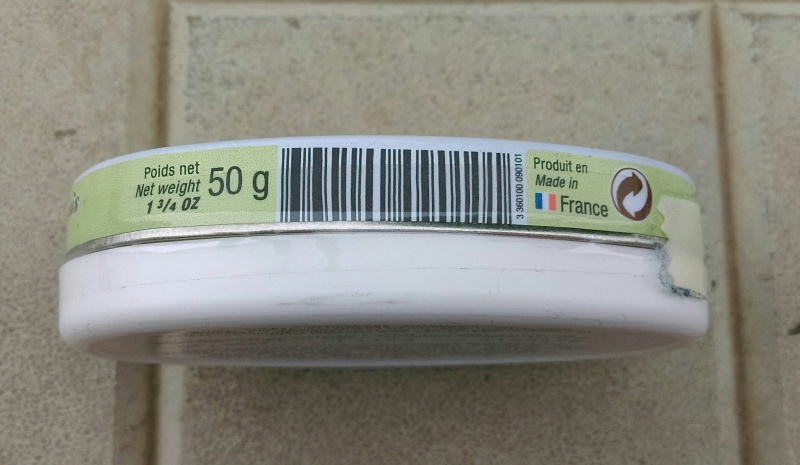 Poids net
Net weight
1 3/4 OZ
50 g
3 360100 090101
Produit en
Made in
France